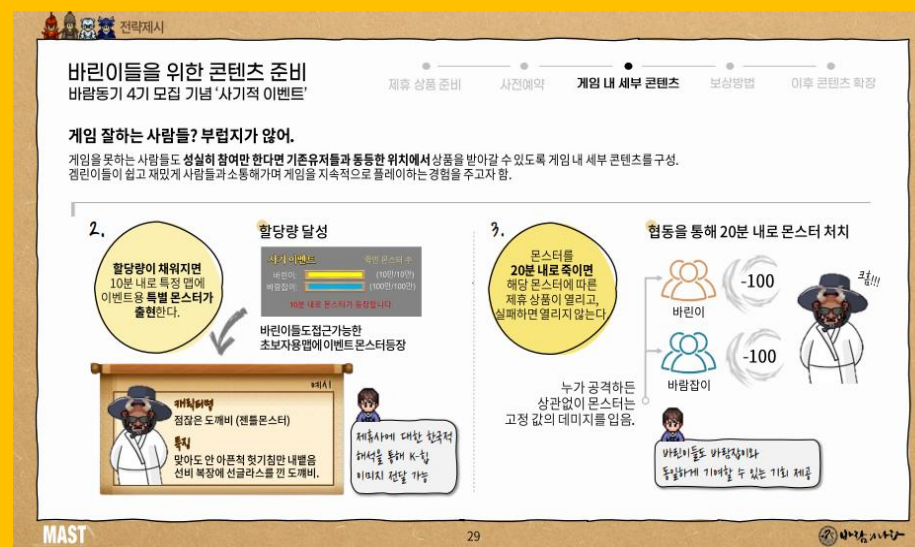 전략제시
바린이들을 위한 콘텐츠 준비
바람동기 4기 모집 기념 ‘사기적 이벤트’
제휴 상품 준비
사전예약
게임 내 세부 콘텐츠
보상방법
이후 콘텐츠 확장
게임 잘하는 사람들? 부럽지가 않어.
게임을 못하는 사람들도 성실히 참여만 한다면 기존유저들과 동등한 위치에서 상품을 받아갈 수 있도록 게임 내 세부 콘텐츠를 구성.
겜린이들이 쉽고 재밌게 사람들과 소통해가며 게임을 지속적으로 플레이하는 경험을 주고자 함.
2.
할당량이 채워지면
10분 내로 특정 맵에
이벤트용 특별 몬스터가
출현한다.
할당량 달성
사기 이벤트
죽인 몬스터 수
바린이:
(10만/10만)
바람잡이:
(100만/100만)
10분 내로 몬스터가 등장합니다
바린이들도 접근가능한
초보자용 맵에 이벤트 몬스터 등장
예시
캐릭터명
점잖은 도깨비 (젠틀몬스터)
특징
맞아도 안 아픈척 헛기침만 내뱉음
선비 복장에 선글라스를 낀 도깨비.
제휴사에 대한 한국적
해석을 통해 K-힙
이미지 전달 가능
3.
몬스터를
20분 내로 죽이면
해당 몬스터에 따른
제휴 상품이 열리고,
실패하면 열리지 않는다.
협동을 통해 20분 내로 몬스터 처치
-100
바린이
크흠!!!
-100
바람잡이
누가 공격하든
상관없이 몬스터는
고정 값의 데미지를 입음.
바린이들도 바람잡이와
동일하게 기여할 수 있는 기회 제공
MAST
29
바람의나라